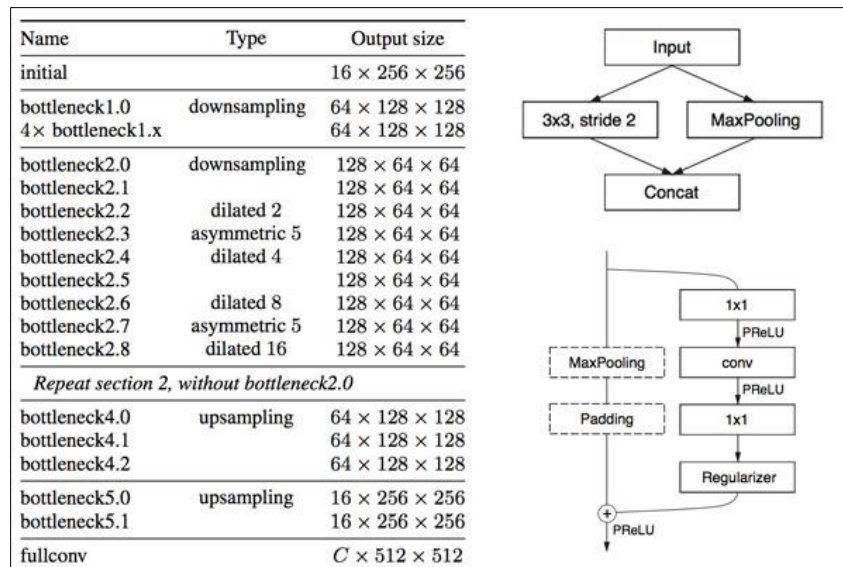 Name Type Output size
initial 16 × 256 × 256
bottleneck1.0 downsampling 64 × 128 × 128
4× bottleneck1.x 64 × 128 × 128
bottleneck2.0 downsampling 128 × 64 × 64
bottleneck2.1 128 × 64 × 64
bottleneck2.2 dilated 2 128 × 64 × 64
bottleneck2.3 asymmetric 5 128 × 64 × 64
bottleneck2.4 dilated 4 128 × 64 × 64
bottleneck2.5 128 × 64 × 64
bottleneck2.6 dilated 8 128 × 64 × 64
bottleneck2.7 asymmetric 5 128 × 64 × 64
bottleneck2.8 dilated 16 128 × 64 × 64
Repeat section 2, without bottleneck2.0
bottleneck4.0 upsampling 64 × 128 × 128
bottleneck4.1 64 × 128 × 128
bottleneck4.2 64 × 128 × 128
bottleneck5.0 upsampling 16 × 256 × 256
bottleneck5.1 16 × 256 × 256
fullconv C × 512 × 512
Input
3x3, stride 2 MaxPooling
Concat
1x1
PReLU
MaxPooling conv
PReLU
Padding 1x1
Regularizer
+
PReLU